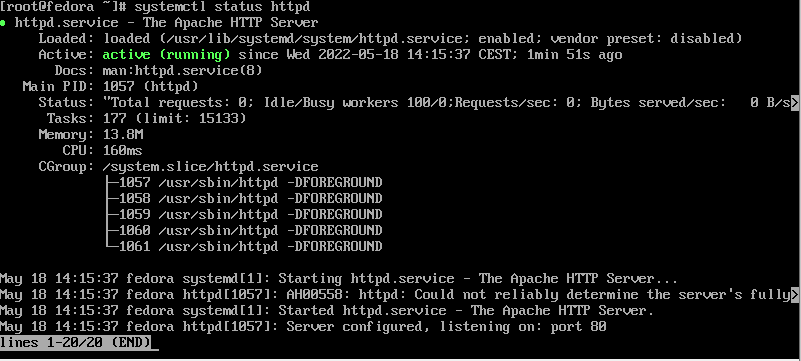 [root@fedora ~]# systemctl status httpd
● httpd.service - The Apache HTTP Server
     Loaded: loaded (/usr/lib/systemd/system/httpd.service; enabled; vendor preset: disabled)
     Active: active (running) since Wed 2022-05-18 14:15:37 CEST; 1min 51s ago
       Docs: man:httpd.service(8)
   Main PID: 1057 (httpd)
     Status: "Total requests: 0; Idle/Busy workers 100/0;Requests/sec: 0; Bytes served/sec:   0 B/s>
      Tasks: 177 (limit: 15133)
     Memory: 13.8M
        CPU: 160ms
     CGroup: /system.slice/httpd.service
             ├─1057 /usr/sbin/httpd -DFOREGROUND
             ├─1058 /usr/sbin/httpd -DFOREGROUND
             ├─1059 /usr/sbin/httpd -DFOREGROUND
             ├─1060 /usr/sbin/httpd -DFOREGROUND
             └─1061 /usr/sbin/httpd -DFOREGROUND
May 18 14:15:37 fedora systemd[1]: Starting httpd.service - The Apache HTTP Server...
May 18 14:15:37 fedora httpd[1057]: AH00558: httpd: Could not reliably determine the server's fully>
May 18 14:15:37 fedora systemd[1]: Started httpd.service - The Apache HTTP Server.
May 18 14:15:37 fedora httpd[1057]: Server configured, listening on: port 80
lines 1-20/20 (END)